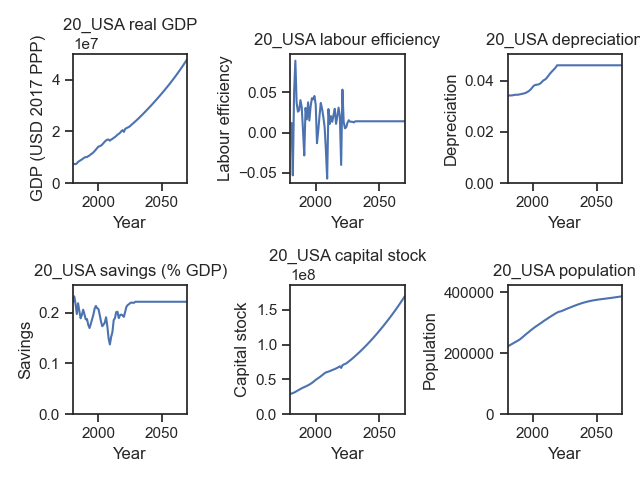 20_USA real GDP
1e7
GDP (USD 2017 PPP)
4
2
0
2000
2050
Year
20_USA labour efficiency
Labour efficiency
0.05
0.00
−0.05
2000
2050
Year
20_USA depreciation
Depreciation
0.04
0.02
0.00
2000
2050
Year
20_USA savings (% GDP)
Savings
0.2
0.1
0.0
2000
2050
Year
20_USA capital stock
1e8
Capital stock
1.5
1.0
0.5
0.0
2000
2050
Year
20_USA population
Population
400000
200000
0
2000
2050
Year